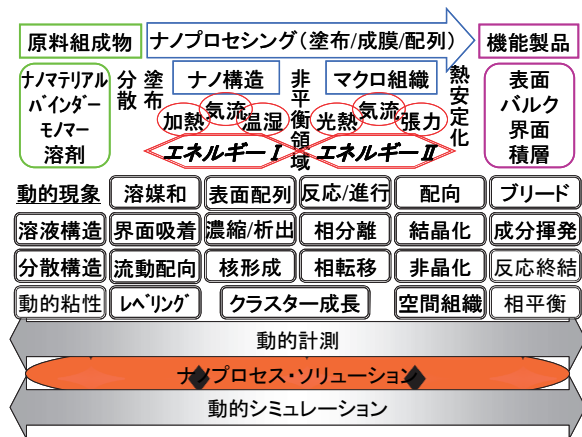 原料組成物
ナノプロセシング(塗布/成膜/配列)
機能製品
ナノマテリアル
バインダー
モノマー
溶剤
分散
塗布
ナノ構造
加熱
気流
温湿
エネルギーⅠ
非平衡領域
マクロ組織
光熱
気流
張力
エネルギーⅡ
熱安定化
表面
バルク
界面
積層
動的現象 溶媒和 表面配列 反応/進行 配向 ブリード
溶液構造 界面吸着 濃縮/析出 相分離 結晶化 成分揮発
分散構造 流動配向 核形成 相転移 非晶化 反応終結
動的粘性 レベリング クラスター成長 空間組織 相平衡
動的計測
ナノプロセス・ソリューション
動的シミュレーション